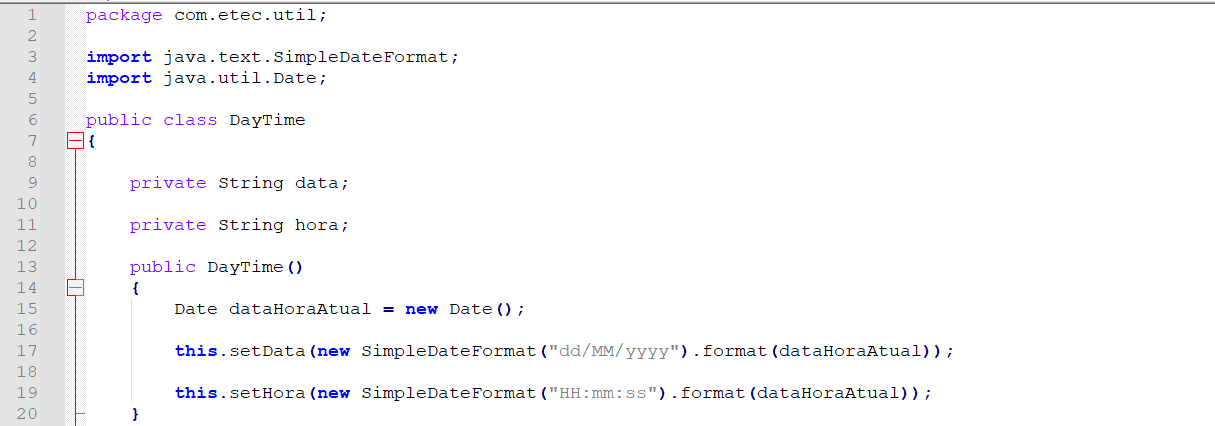 1 package com.etec.util;
2
3 import java.text.SimpleDateFormat;
4 import java.util.Date;
5
6 public class DayTime
7 {
8
9 private String data;
10
11 private String hora;
12
13 public DayTime()
14 {
15 Date dataHoraAtual = new Date();
16
17 this.setData(new SimpleDateFormat("dd/MM/yyyy").format(dataHoraAtual));
18
19 this.setHora(new SimpleDateFormat("HH:mm:ss").format(dataHoraAtual));
20 }